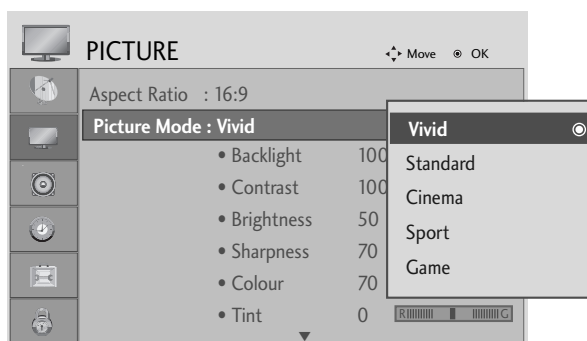 PICTURE Move OK
Aspect Ratio : 16:9
Picture Mode : Vivid
• Backlight 100
• Contrast 100
• Brightness 50
• Sharpness 70
• Colour 70
• Tint 0 R G
Vivid
Standard
Cinema
Sport
Game